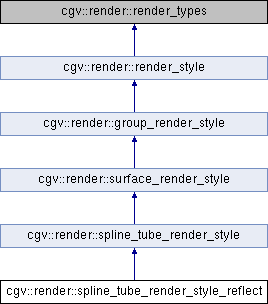 cgv::render::render_types
cgv::render::render_style
cgv::render::group_render_style
cgv::render::surface_render_style
cgv::render::spline_tube_render_style
cgv::render::spline_tube_render_style_reflect